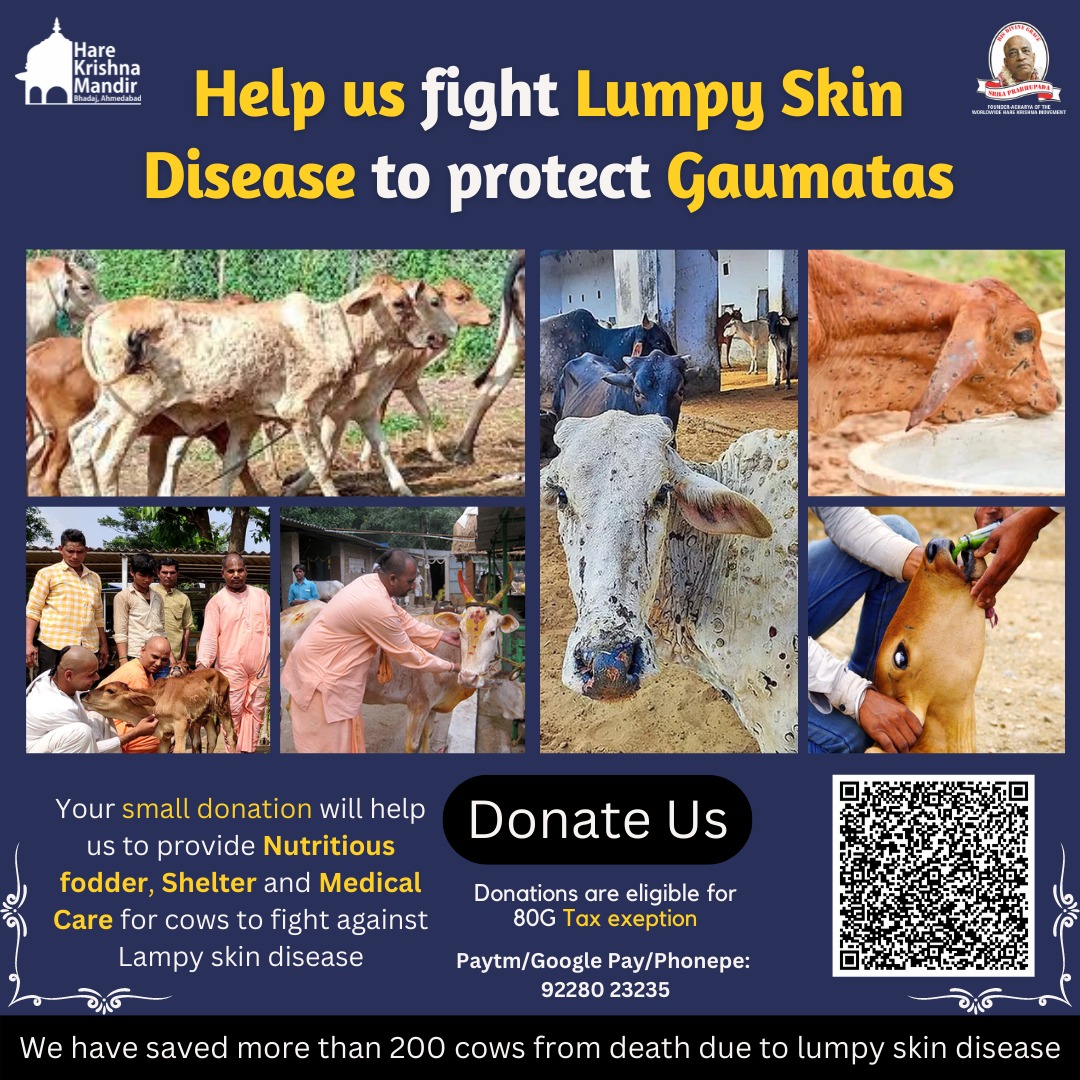 Hare
Krishna
Mandir
Bhadaj, Ahmedabad
HIS DIVINE GRACE
SRILA PRABHUPADA
FOUNDER-ACHARYA OF THE
WORLDWIDE HARE KRISHNA MOVEMENT
Help us fight Lumpy Skin
Disease to protect Gaumatas
Your small donation will help
us to provide Nutritious
fodder, Shelter and Medical
Care for cows to fight against
Lampy skin disease
Donate Us
Donations are eligible for
80G Tax exeption
Paytm/Google Pay/Phonepe:
92280 23235
We have saved more than 200 cows from death due to lumpy skin disease